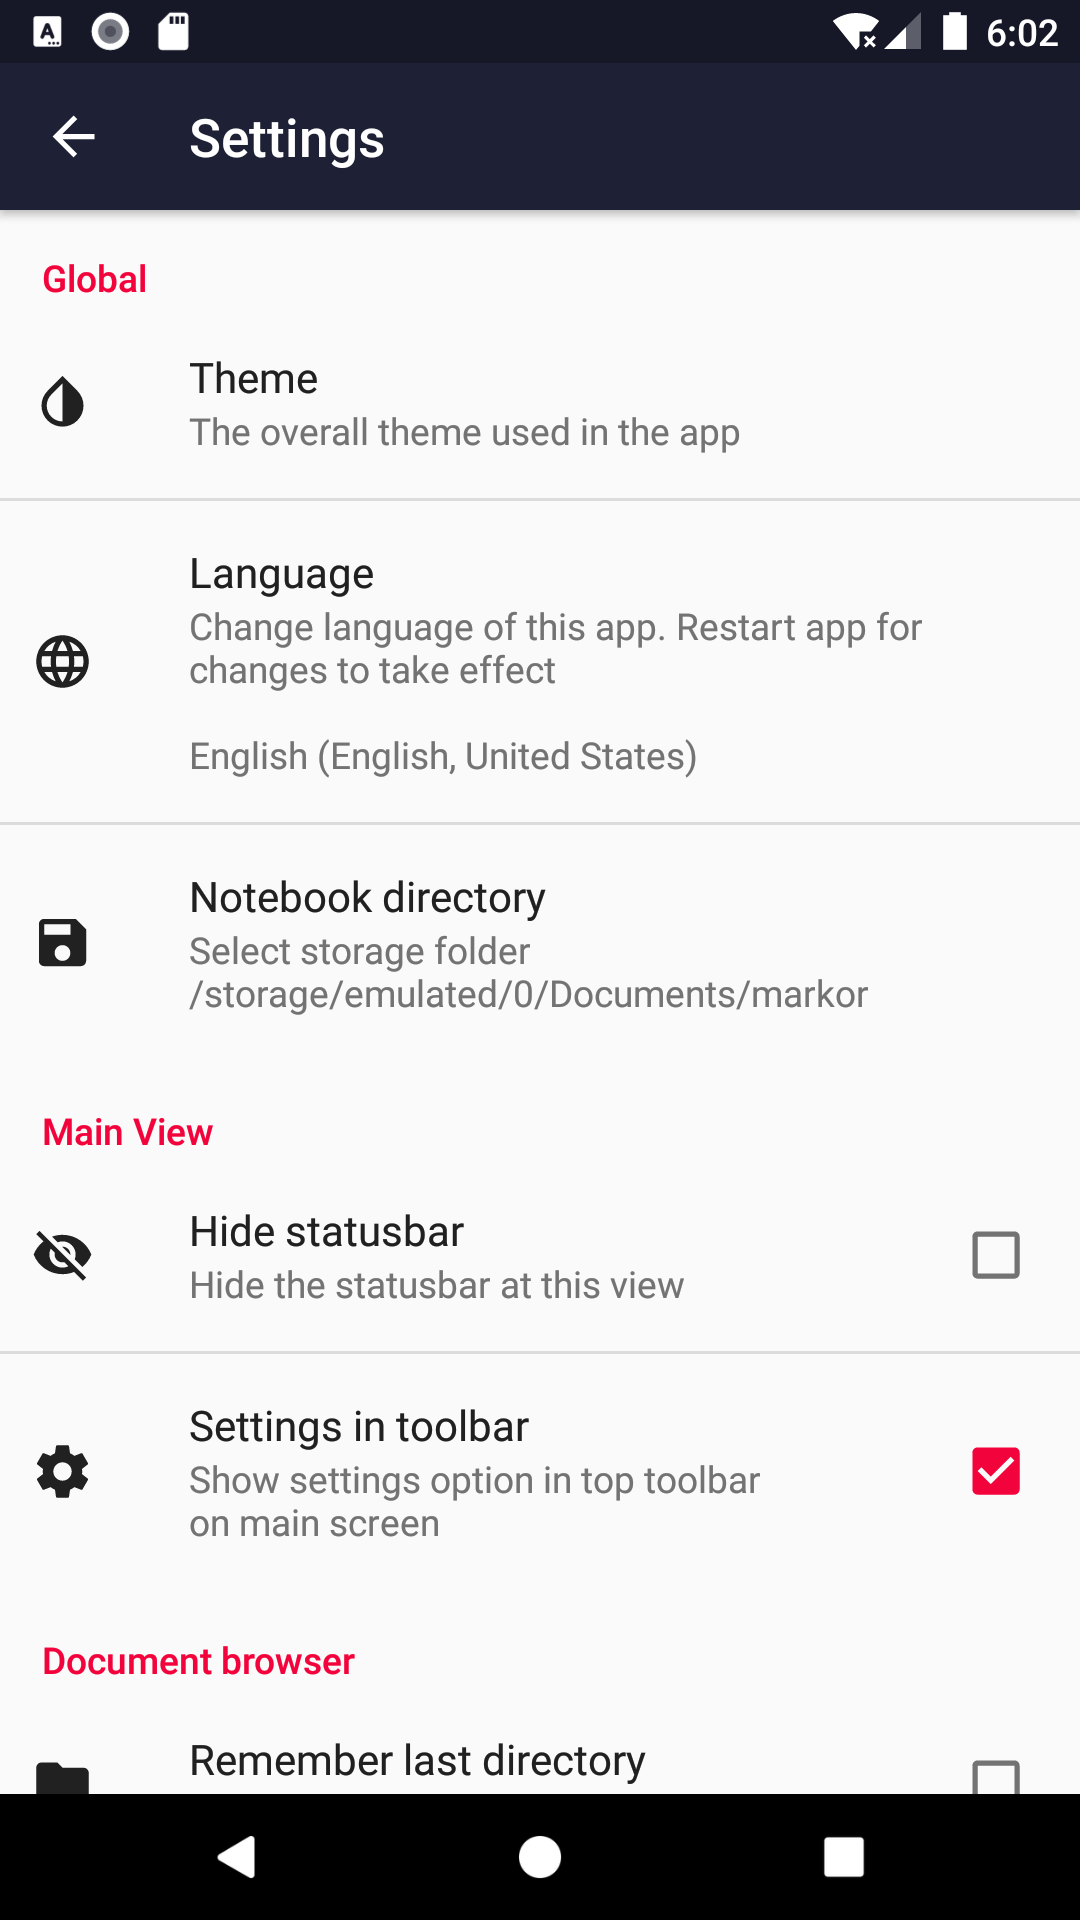 6:02
Settings
Global
Theme
The overall theme used in the app
Language
Change language of this app. Restart app for
changes to take effect
English (English, United States)
Notebook directory
Select storage folder
/storage/emulated/0/Documents/markor
Main View
Hide statusbar
Hide the statusbar at this view
Settings in toolbar
Show settings option in top toolbar
on main screen
Document browser
Remember last directory